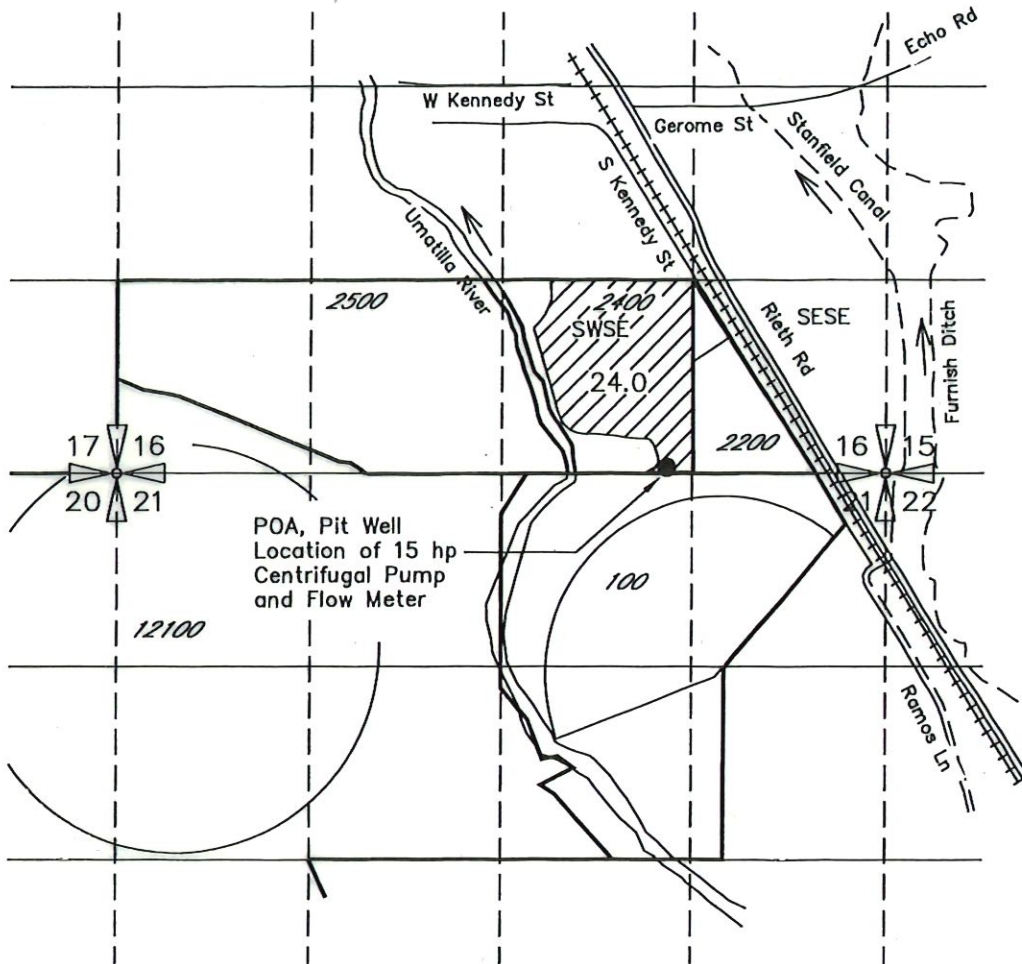 Echo Rd
W Kennedy St
Gerome St
Stanfield Canal
S Kennedy St
Umatilla River
2500
2400
SWSE
24.0
Rieth Rd
SESE
Furnish Ditch
2200
17 16
20 21
16 15
21 22
POA, Pit Well
Location of 15 hp
Centrifugal Pump
and Flow Meter
100
12100
Ramos Ln